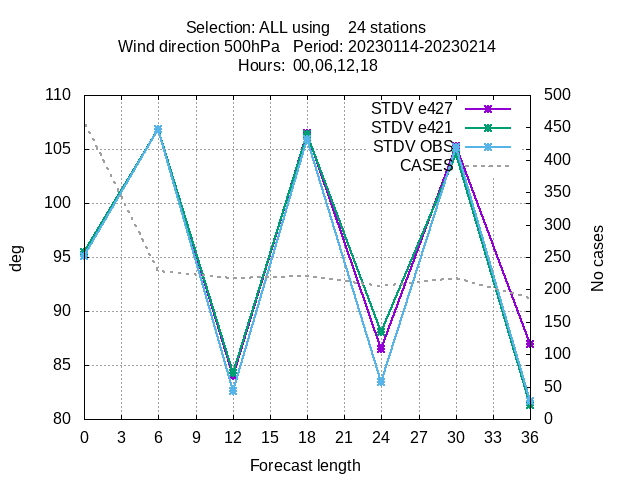 Selection: ALL using    24 stations
Wind direction 500hPa   Period: 20230114-20230214
Hours:  00,06,12,18
STDV e427
STDV e421
STDV OBS
CASES
110
105
100
95
90
85
80
500
450
400
350
300
250
200
150
100
50
0
deg
No cases
0 3 6 9 12 15 18 21 24 27 30 33 36
Forecast length